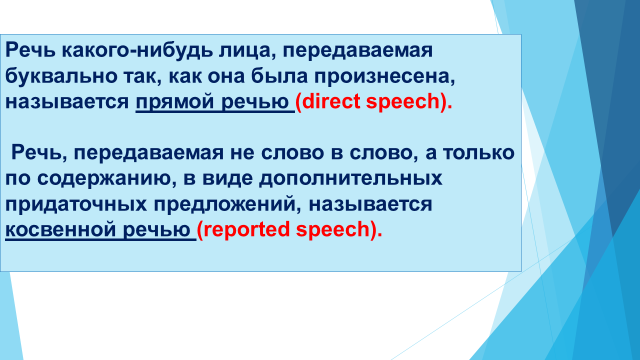 Речь какого-нибудь лица, передаваемая
буквально так, как она была произнесена,
называется прямой речью (direct speech).
Речь, передаваемая не слово в слово, а только
по содержанию, в виде дополнительных
придаточных предложений, называется
косвенной речью (reported speech).